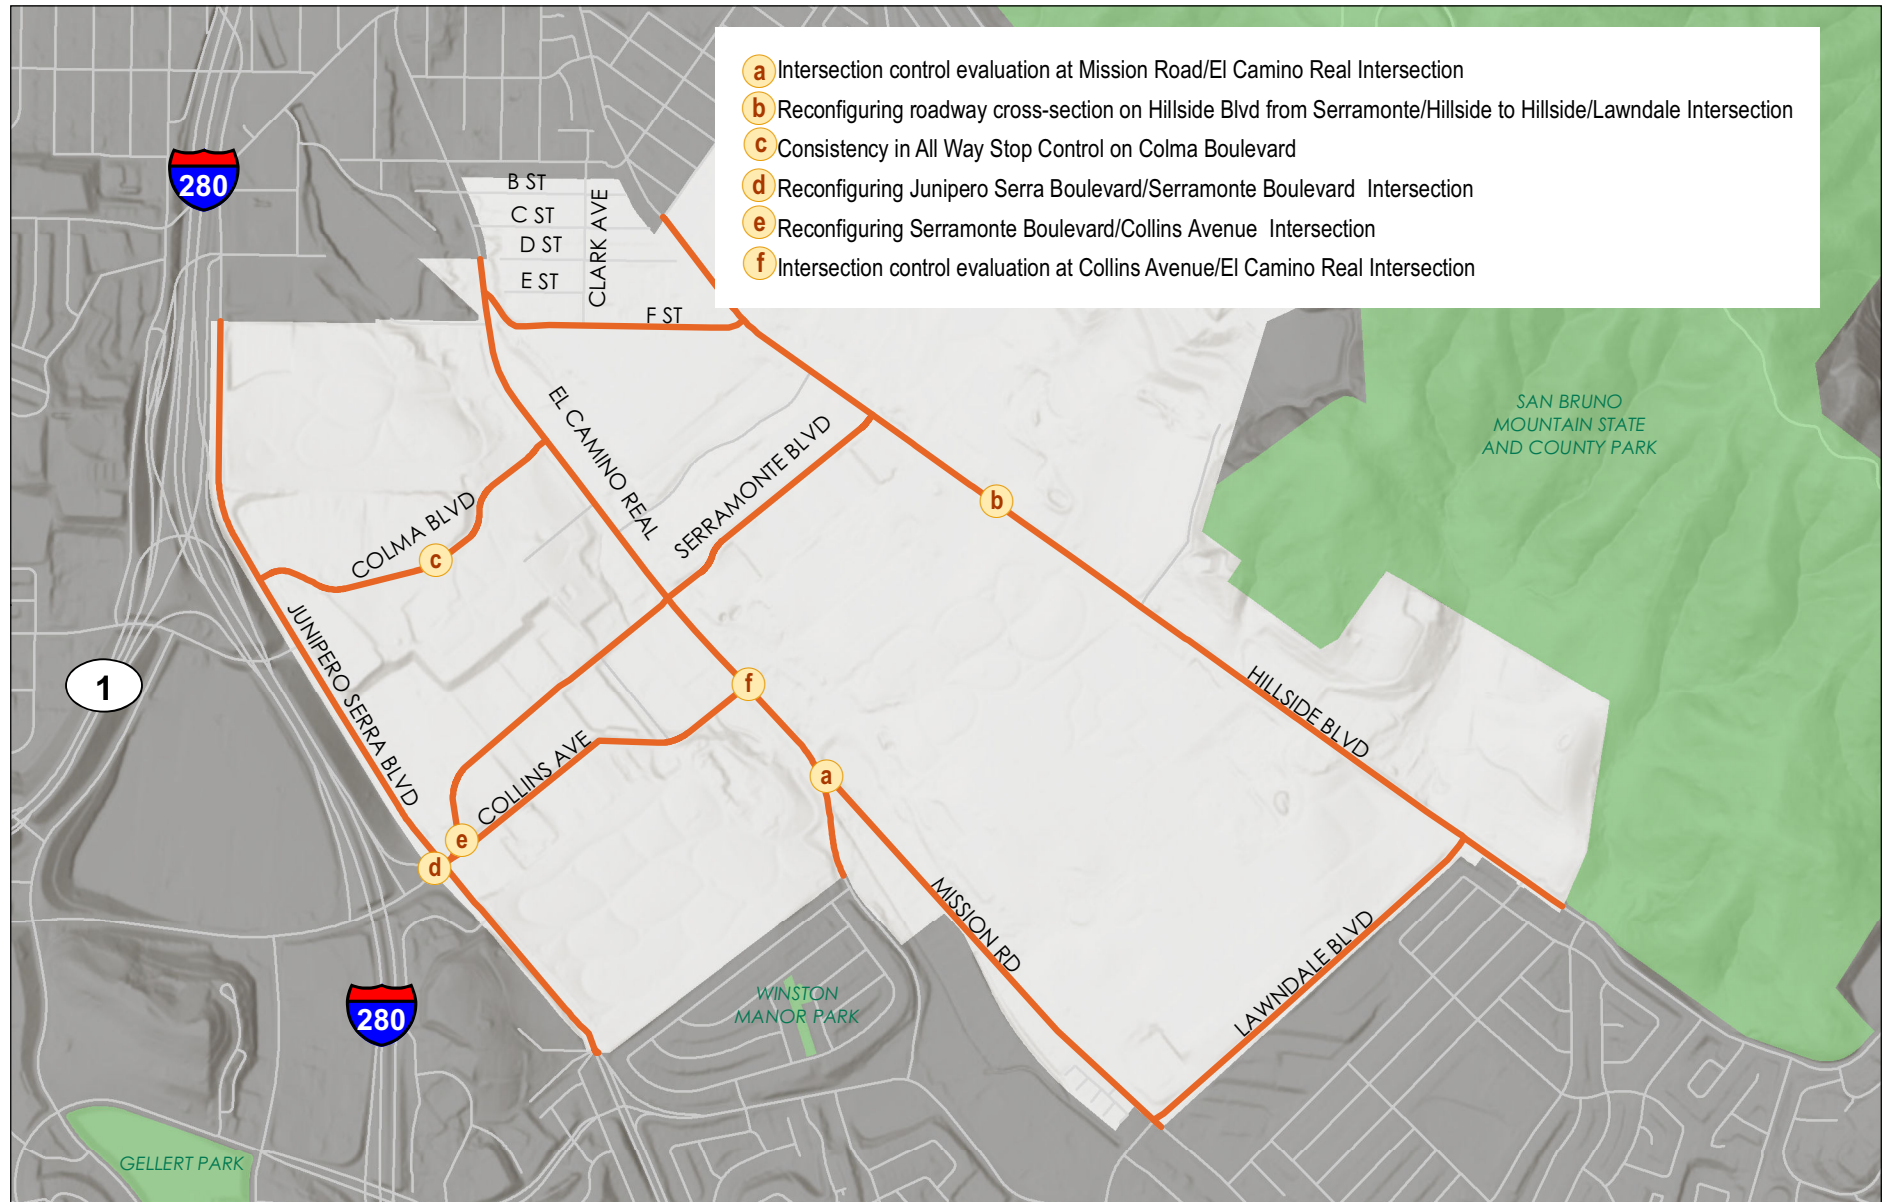 a Intersection control evaluation at Mission Road/El Camino Real Intersection
b Reconfiguring roadway cross-section on Hillside Blvd from Serramonte/Hillside to Hillside/Lawndale Intersection
c Consistency in All Way Stop Control on Colma Boulevard
d Reconfiguring Junipero Serra Boulevard/Serramonte Boulevard Intersection
e Reconfiguring Serramonte Boulevard/Collins Avenue Intersection
f Intersection control evaluation at Collins Avenue/El Camino Real Intersection
280
B ST
C ST
D ST
E ST
CLARK AVE
F ST
EL CAMINO REAL
SERRAMONTE BLVD
SAN BRUNO
MOUNTAIN STATE
AND COUNTY PARK
b
COLMA BLVD
c
JUNIPERO SERRA BLVD
1
f
HILLSIDE BLVD
COLLINS AVE
a
e
d
MISSION RD
LAWNDALE BLVD
WINSTON
MANOR PARK
280
GELLERT PARK